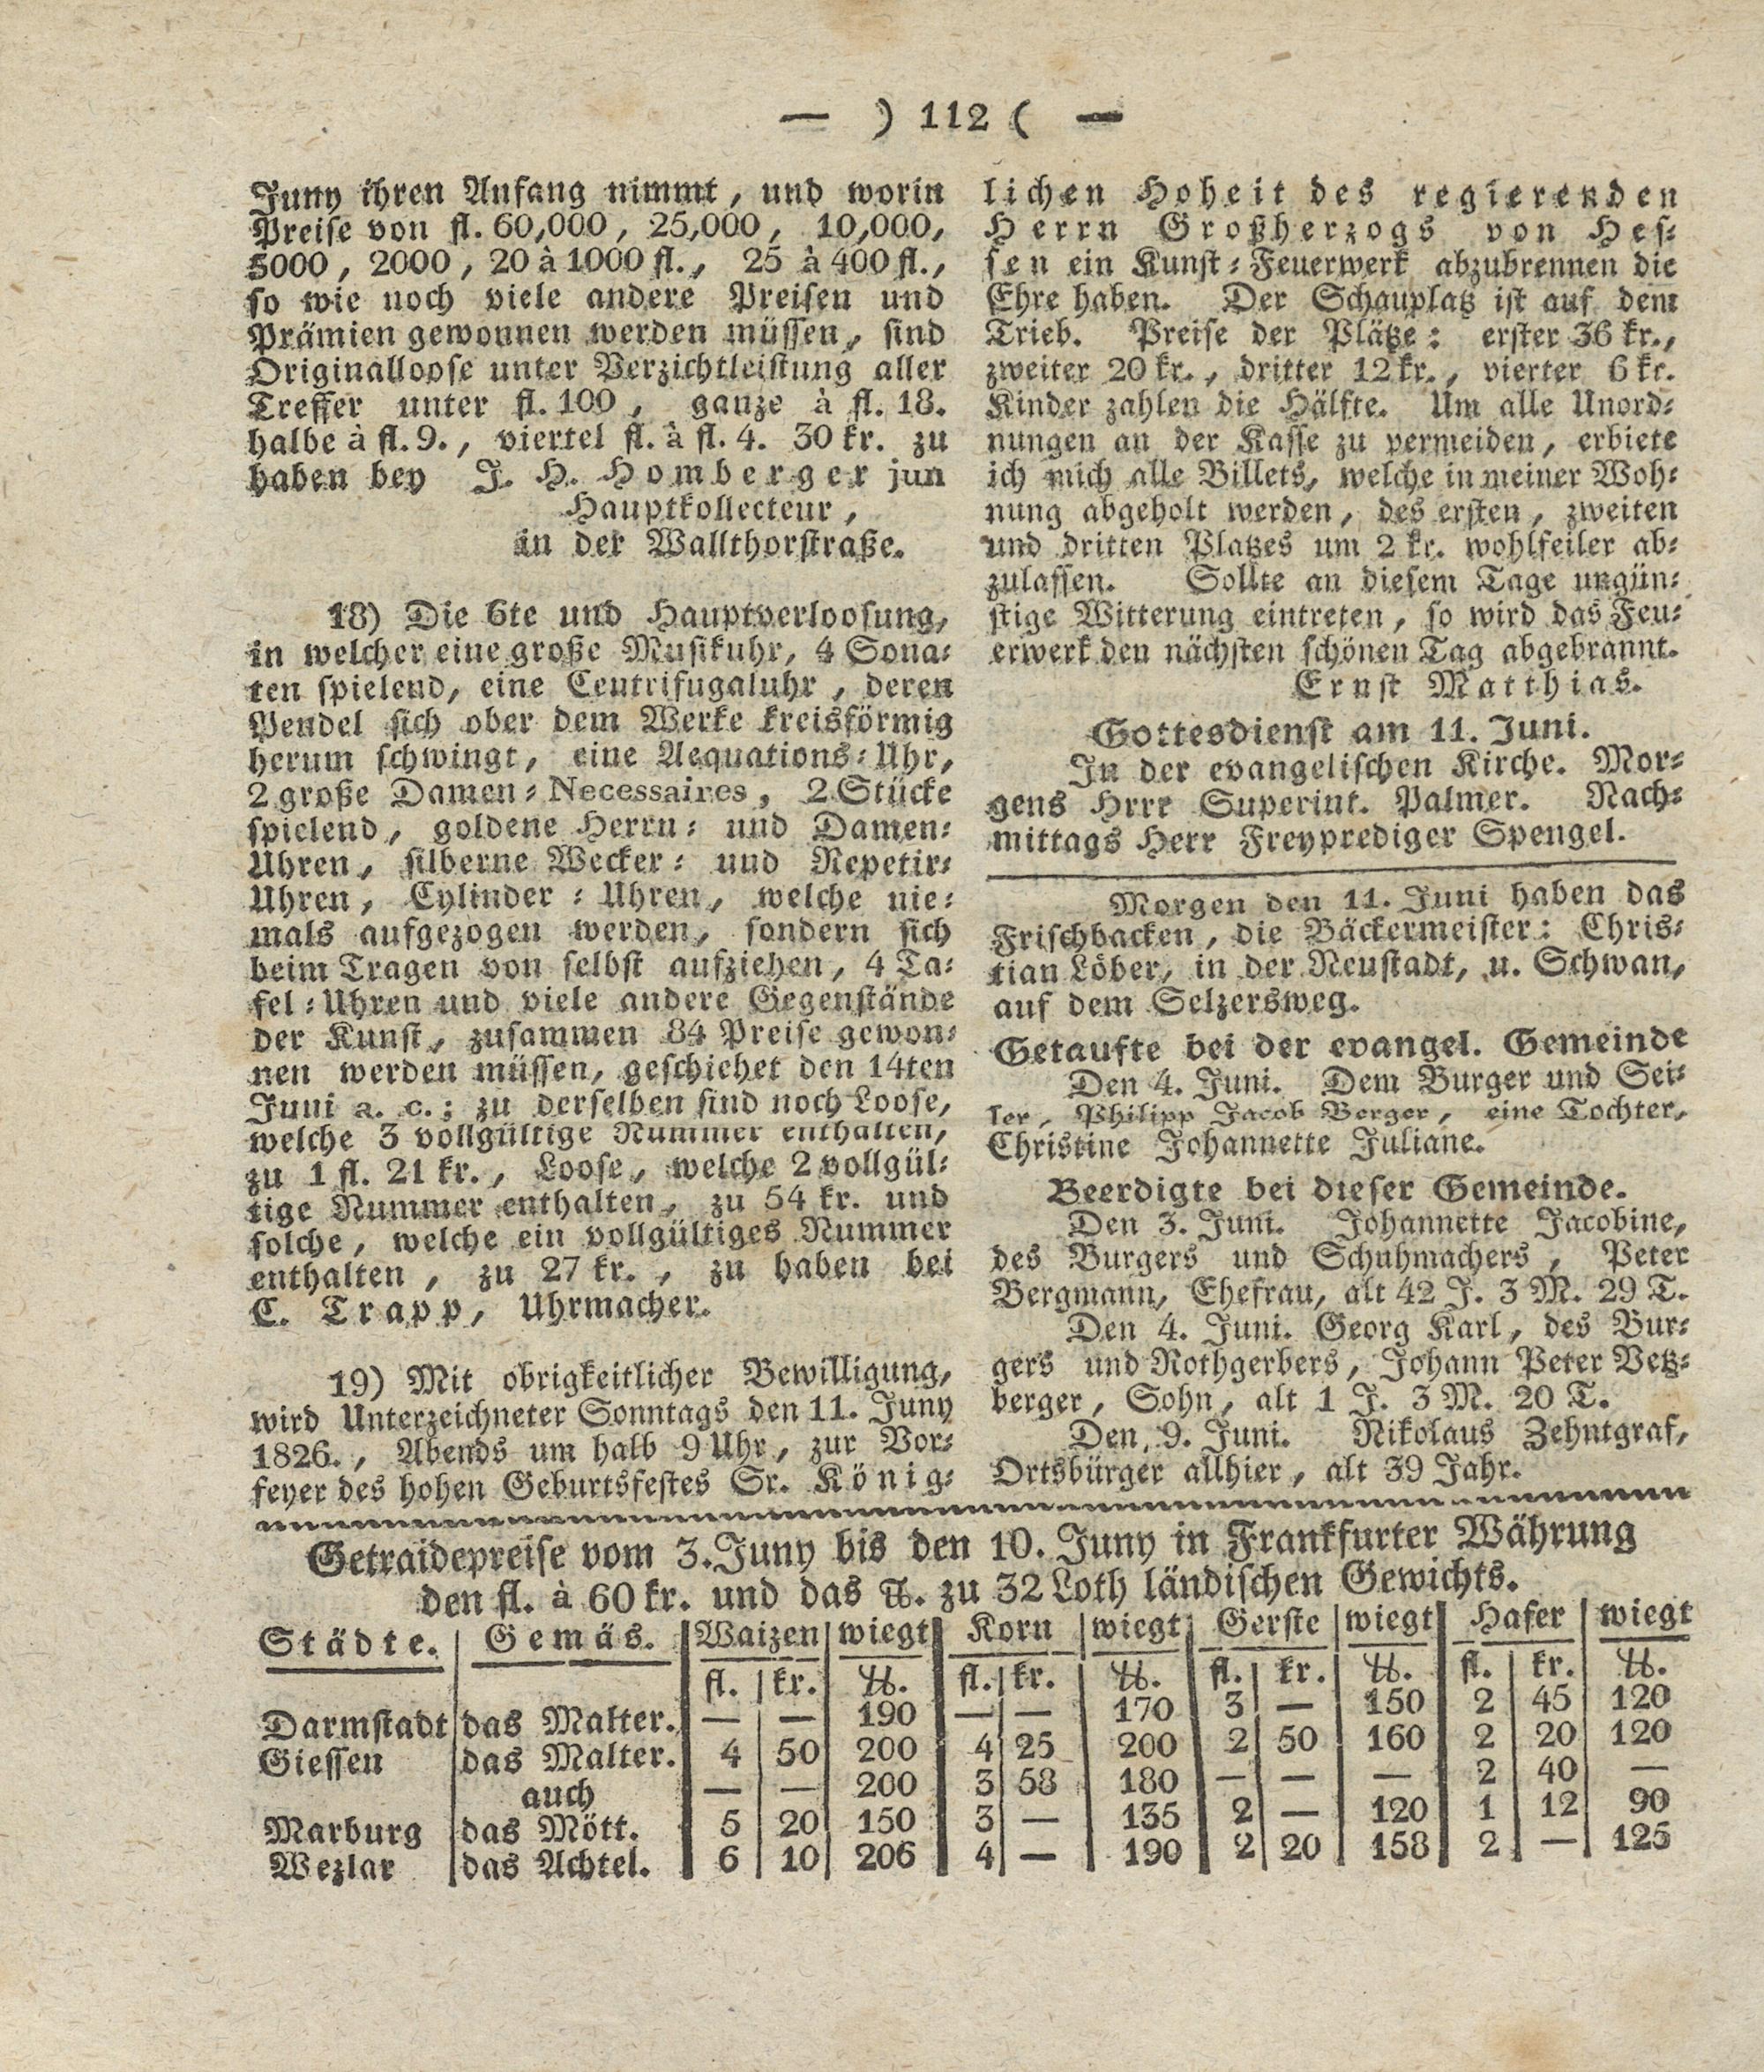 — ) 112 ( —
Juny ihren Anfang nimmt, und worin
Preise von fl. 60,000, 25,000, 10,000,
5000, 2000, 20 à 1000 fl., 25 à 400 fl.,
so wie noch viele andere Preisen und
Prämien gewonnen werden müssen, sind
Originalloose unter Verzichtleistung aller
Treffer unter fl. 100, ganze à fl. 18.
halbe à fl. 9., viertel fl. à fl. 4. 30 kr. zu
haben bey J. H. Homberger jun
Hauptkollecteur,
in der Wallthorstraße.
18) Die 6te und Hauptverloosung,
in welcher eine große Musikuhr, 4 Sona-
ten spielend, eine Centrifugaluhr, deren
Pendel sich ober dem Werke kreisförmig
herum schwingt, eine Aequations-Uhr,
2 große Damen-Necessaires, 2 Stücke
spielend, goldene Herrn- und Damen-
Uhren, silberne Wecker- und Repetir-
Uhren, Cylinder-Uhren, welche nie-
mals aufgezogen werden, sondern sich
beim Tragen von selbst aufziehen, 4 Ta-
fel-Uhren und viele andere Gegenstände
der Kunst, zusammen 84 Preise gewon-
nen werden müssen, geschiehet den 14ten
Juni a. c.; zu derselben sind noch Loose,
welche 3 vollgültige Nummer enthalten,
zu 1 fl. 21 kr., Loose, welche 2 vollgül-
tige Nummer enthalten, zu 54 kr. und
solche, welche ein vollgültiges Nummer
enthalten, zu 27 kr., zu haben bei
C. Trapp, Uhrmacher.
19) Mit obrigkeitlicher Bewilligung,
wird Unterzeichneter Sonntags den 11. Juny
1826., Abends um halb 9 Uhr, zur Vor-
feyer des hohen Geburtsfestes Sr. König-
lichen Hoheit des regierenden
Herrn Großherzogs von Hes-
sen ein Kunst-Feuerwerk abzubrennen die
Ehre haben. Der Schauplatz ist auf dem
Trieb. Preise der Plätze: erster 36 kr.,
zweiter 20 kr., dritter 12 kr., vierter 6 kr.
Kinder zahlen die Hälfte. Um alle Unord-
nungen an der Kasse zu vermeiden, erbiete
ich mich alle Billets, welche in meiner Woh-
nung abgeholt werden, des ersten, zweiten
und dritten Platzes um 2 kr. wohlfeiler ab-
zulassen. Sollte an diesem Tage ungün-
stige Witterung eintreten, so wird das Feu-
erwerk den nächsten schönen Tag abgebrannt.
Ernst Matthias.
Gottesdienst am 11. Juni.
In der evangelischen Kirche. Mor-
gens Hrrr Superint. Palmer. Nach-
mittags Herr Freyprediger Spengel.
Morgen den 11. Juni haben das
Frischbacken, die Bäckermeister: Chris-
tian Löber, in der Neustadt, u. Schwan,
auf dem Selzersweg.
Getaufte bei der evangel. Gemeinde
Den 4. Juni. Dem Burger und Sei-
ler, Philipp Jacob Berger, eine Tochter,
Christine Johannette Juliane.
Beerdigte bei dieser Gemeinde.
Den 3. Juni. Johannette Jacobine,
des Burgers und Schuhmachers, Peter
Bergmann, Ehefrau, alt 42 J. 3 M. 29 T.
Den 4. Juni. Georg Karl, des Bur-
gers und Rothgerbers, Johann Peter Vetz-
berger, Sohn, alt 1 J. 3 M. 20 T.
Den 9. Juni. Nikolaus Zehntgraf,
Ortsbürger allhier, alt 39 Jahr.
Getraidepreise vom 3. Juny bis den 10. Juny in Frankfurter Währung
den fl. à 60 kr. und das ℔. zu 32 Loth ländischen Gewichts.
Städte. Gemäs. Waizen wiegt Korn wiegt Gerste wiegt Hafer wiegt
fl. kr. ℔. fl. kr. ℔. fl. kr. ℔. fl. kr. ℔.
Darmstadt das Malter. — — 190 — — 170 3 — 150 2 45 120
Giessen das Malter. 4 50 200 4 25 200 2 50 160 2 20 120
auch — — 200 3 58 180 — — — 2 40 —
Marburg das Mött. 5 20 150 3 — 135 2 — 120 1 12 90
Wezlar das Achtel. 6 10 206 4 — 190 2 20 158 2 — 125